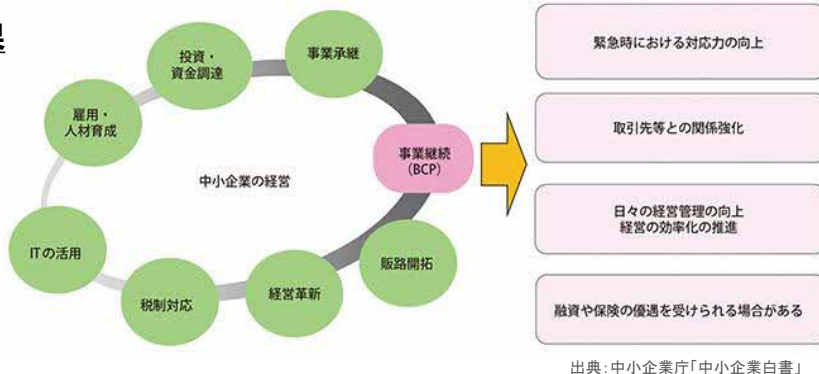 投資・
資金調達
事業承継
雇用・
人材育成
事業継続
(BCP)
中小企業の経営
ITの活用
販路開拓
税制対応
経営革新
緊急時における対応力の向上
取引先等との関係強化
日々の経営管理の向上
経営の効率化の推進
融資や保険の優遇を受けられる場合がある
出典：中小企業庁「中小企業白書」